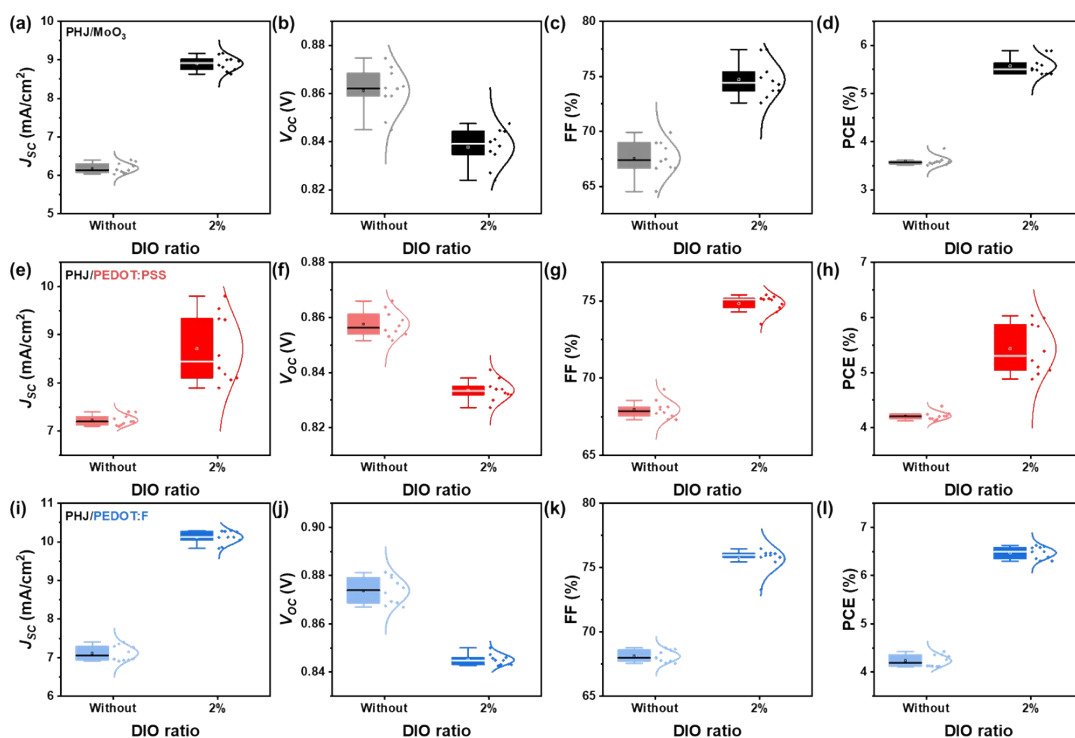 (a)
PHJ/MoO3
10
9
8
7
6
5
JSC (mA/cm2)
Without
2%
DIO ratio
(b)
0.88
0.86
0.84
0.82
VOC (V)
Without
2%
DIO ratio
(c)
80
75
70
65
FF (%)
Without
2%
DIO ratio
(d)
7
6
5
4
3
PCE (%)
Without
2%
DIO ratio
(e)
PHJ/PEDOT:PSS
10
9
8
7
6
JSC (mA/cm2)
Without
2%
DIO ratio
(f)
0.88
0.86
0.84
0.82
VOC (V)
Without
2%
DIO ratio
(g)
80
75
70
65
FF (%)
Without
2%
DIO ratio
(h)
7
6
5
4
PCE (%)
Without
2%
DIO ratio
(i)
PHJ/PEDOT:F
11
10
9
8
7
6
JSC (mA/cm2)
Without
2%
DIO ratio
(j)
0.90
0.88
0.86
0.84
VOC (V)
Without
2%
DIO ratio
(k)
80
75
70
65
FF (%)
Without
2%
DIO ratio
(l)
7
6
5
4
PCE (%)
Without
2%
DIO ratio